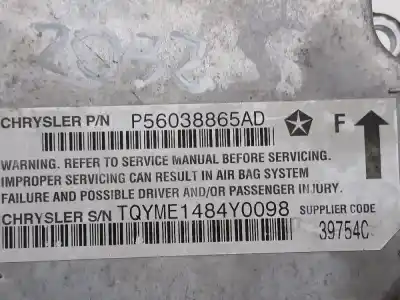 CHRYSLER P/N P56038865AD F
WARNING. REFER TO SERVICE MANUAL BEFORE SERVICING.
IMPROPER SERVICING CAN RESULT IN AIR BAG SYSTEM
FAILURE AND POSSIBLE DRIVER AND/OR PASSENGER INJURY.
CHRYSLER S/N TQYME1484Y0098 SUPPLIER CODE
39754C